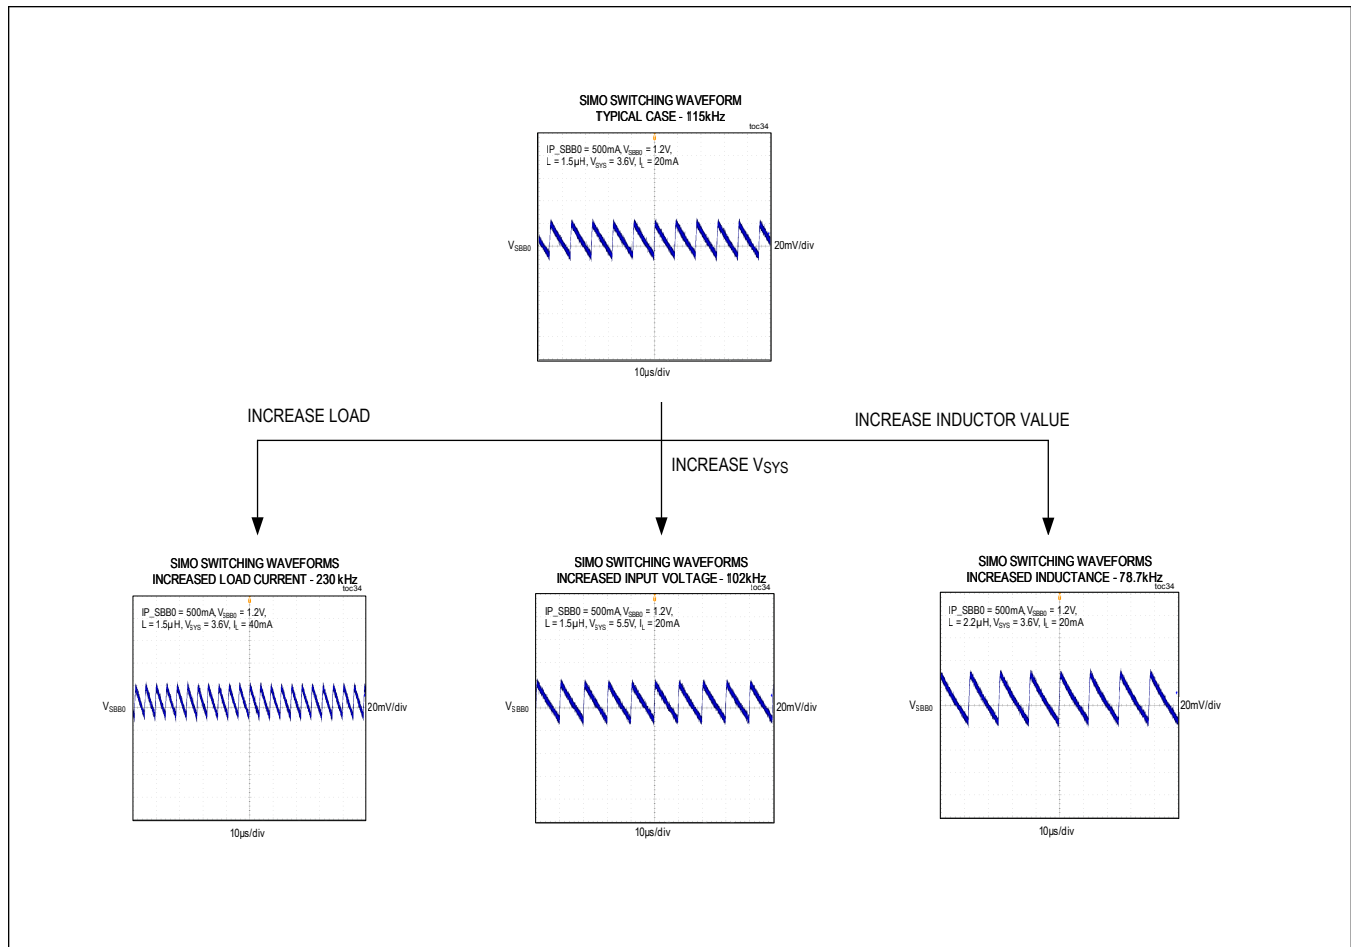 SIMO SWITCHING WAVEFORM
TYPICAL CASE - 115kHz
toc34
IP_SBB0 = 500mA, VSBB0 = 1.2V,
L = 1.5µH, VSYS = 3.6V, IL = 20mA
VSBB0
20mV/div
10µs/div
INCREASE LOAD
INCREASE VSYS
INCREASE INDUCTOR VALUE
SIMO SWITCHING WAVEFORMS
INCREASED LOAD CURRENT - 230 kHz
toc34
IP_SBB0 = 500mA, VSBB0 = 1.2V,
L = 1.5µH, VSYS = 3.6V, IL = 40mA
VSBB0
20mV/div
10µs/div
SIMO SWITCHING WAVEFORMS
INCREASED INPUT VOLTAGE - 102kHz
toc34
IP_SBB0 = 500mA, VSBB0 = 1.2V,
L = 1.5µH, VSYS = 5.5V, IL = 20mA
VSBB0
20mV/div
10µs/div
SIMO SWITCHING WAVEFORMS
INCREASED INDUCTANCE - 78.7kHz
toc34
IP_SBB0 = 500mA, VSBB0 = 1.2V,
L = 2.2µH, VSYS = 3.6V, IL = 20mA
VSBB0
20mV/div
10µs/div